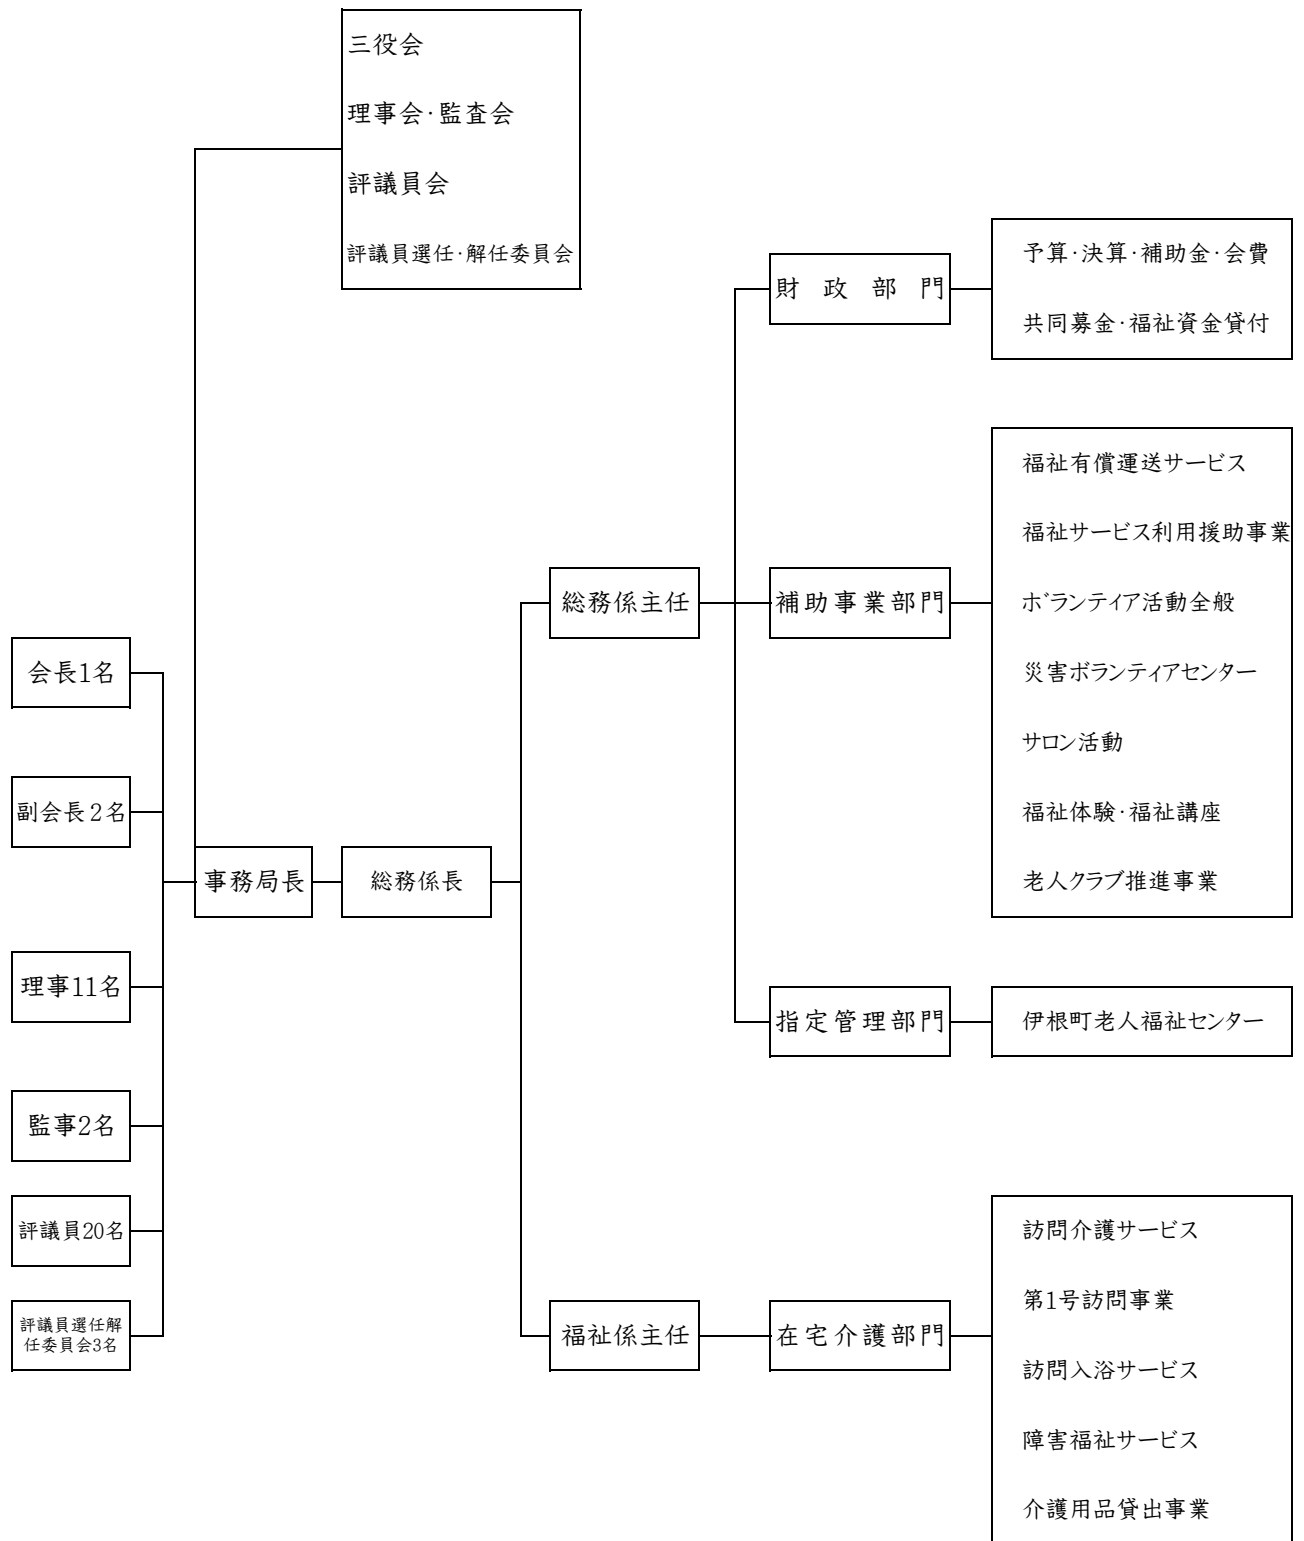 三役会
理事会・監査会
評議員会
評議員選任・解任委員会
会長1名
副会長2名
理事11名
監事2名
評議員20名
評議員選任解
任委員会3名
事務局長
総務係長
総務係主任
福祉係主任
財政部門
予算・決算・補助金・会費
共同募金・福祉資金貸付
補助事業部門
福祉有償運送サービス
福祉サービス利用援助事業
ボランティア活動全般
災害ボランティアセンター
サロン活動
福祉体験・福祉講座
老人クラブ推進事業
指定管理部門
伊根町老人福祉センター
在宅介護部門
訪問介護サービス
第1号訪問事業
訪問入浴サービス
障害福祉サービス
介護用品貸出事業